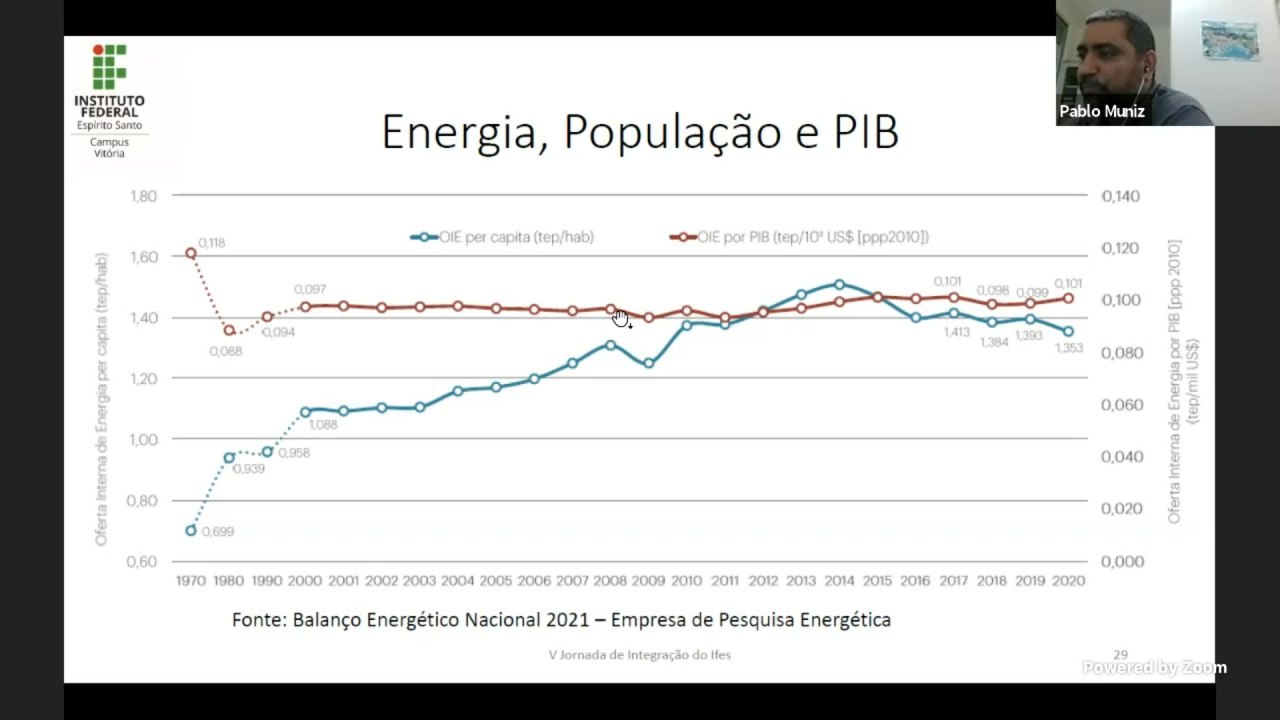 INSTITUTO
FEDERAL
Espírito Santo
Campus
Vitória
Pablo Muniz
Energia, População e PIB
OIE per capita (tep/hab)
OIE por PIB (tep/10³ US$ [ppp2010])
Oferta Interna de Energia per capita (tep/hab)
1,80
1,60
1,40
1,20
1,00
0,80
0,60
0,118
0,088
0,094
0,097
0,101
0,098
0,099
0,101
0,699
0,939
0,958
1,088
1,413
1,384
1,393
1,353
0,140
0,120
0,100
0,080
0,060
0,040
0,020
0,000
Oferta Interna de Energia por PIB [ppp 2010]
(tep/mil US$)
1970 1980 1990 2000 2001 2002 2003 2004 2005 2006 2007 2008 2009 2010 2011 2012 2013 2014 2015 2016 2017 2018 2019 2020
Fonte: Balanço Energético Nacional 2021 – Empresa de Pesquisa Energética
V Jornada de Integração do Ifes
29
Powered by Zoom